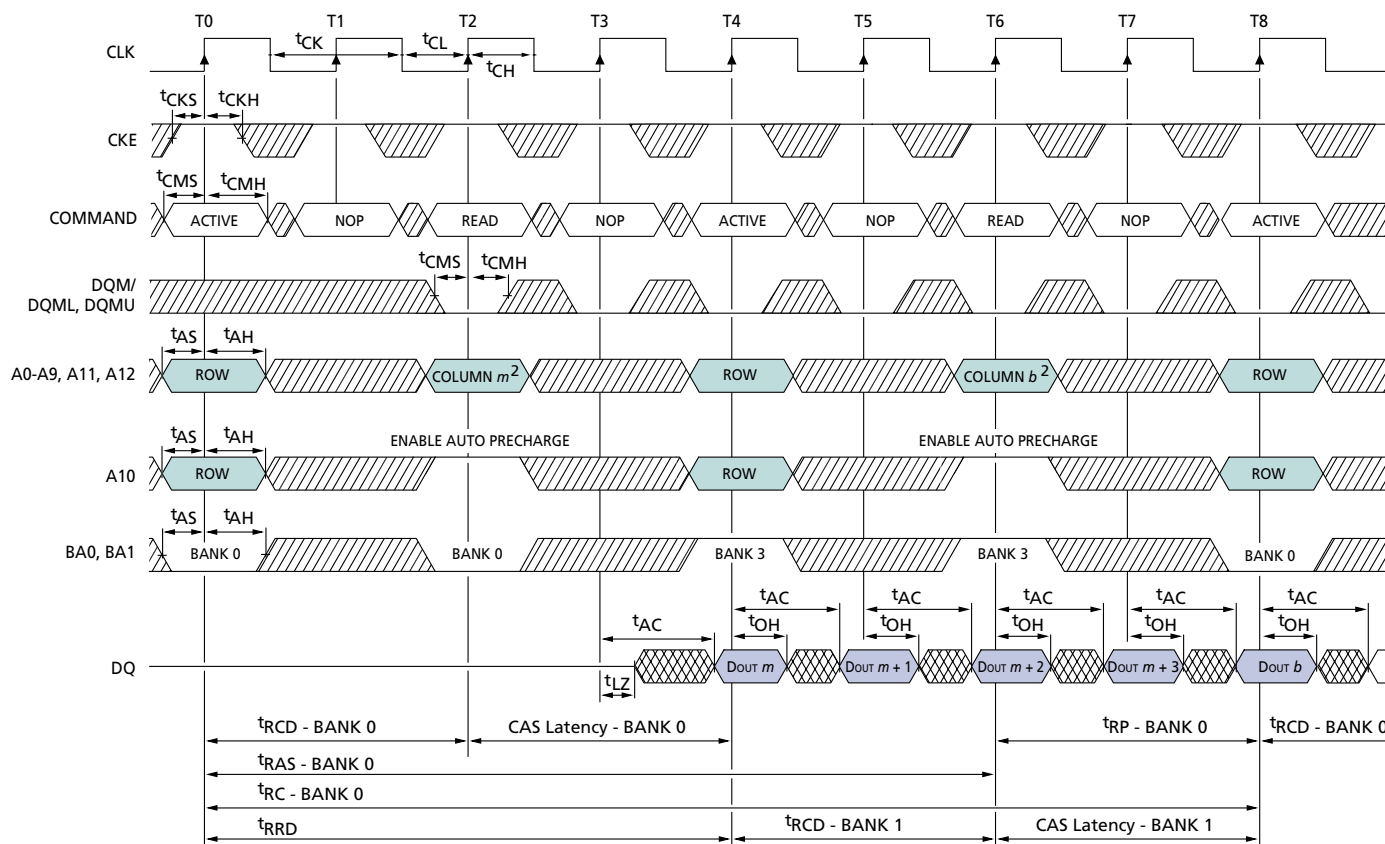 T0 T1 T2 T3 T4 T5 T6 T7 T8
CLK
tCK tCL
tCH
tCKS tCKH
CKE
tCMS tCMH
COMMAND ACTIVE NOP READ NOP ACTIVE NOP READ NOP ACTIVE
tCMS tCMH
DQM/
DQML, DQMU
tAS tAH
A0-A9, A11, A12 ROW COLUMN m2 ROW COLUMN b2 ROW
tAS tAH
ENABLE AUTO PRECHARGE ENABLE AUTO PRECHARGE
A10 ROW ROW ROW
tAS tAH
BA0, BA1 BANK 0 BANK 0 BANK 3 BANK 3 BANK 0
tAC tAC tAC tAC tAC
tAC tOH tOH tOH tOH tOH
DQ DOUT m DOUT m + 1 DOUT m + 2 DOUT m + 3 DOUT b
tLZ
tRCD - BANK 0 CAS Latency - BANK 0 tRP - BANK 0 tRCD - BANK 0
tRAS - BANK 0
tRC - BANK 0
tRRD tRCD - BANK 1 CAS Latency - BANK 1